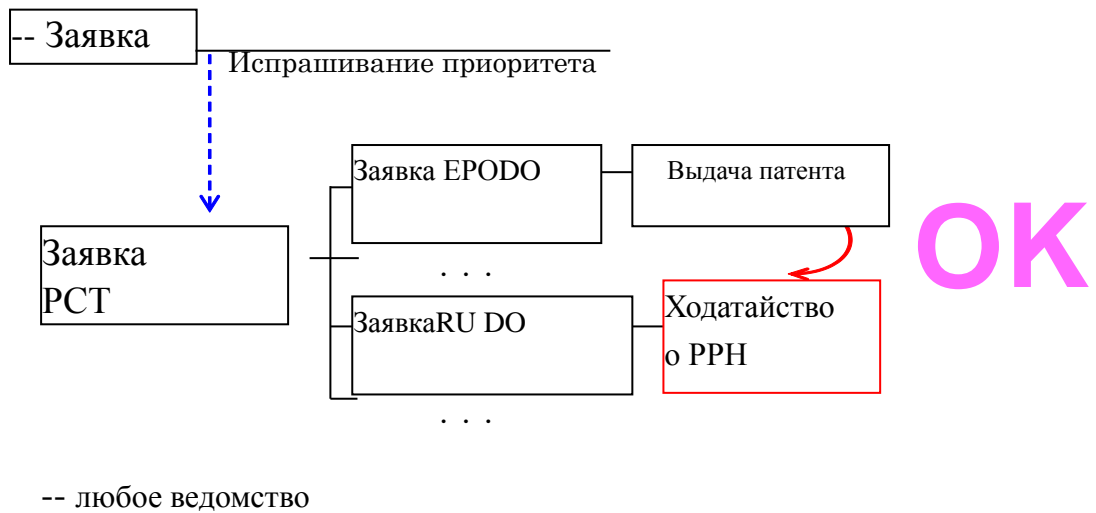 -- Заявка
Испрашивание приоритета
Заявка EPODO
Выдача патента
OK
Заявка
PCT
. . .
ЗаявкаRU DO
Ходатайство
о PPH
. . .
-- любое ведомство